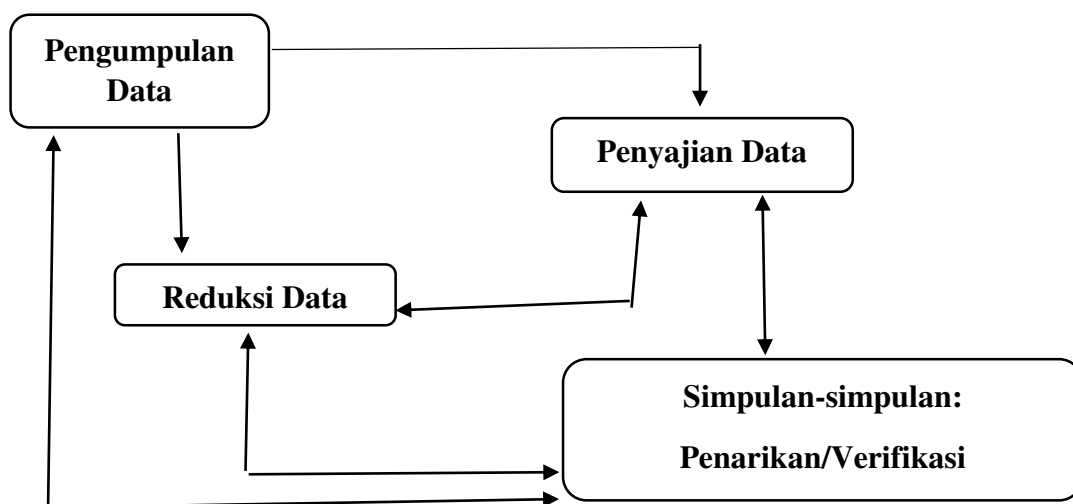 Pengumpulan
Data
Penyajian Data
Reduksi Data
Simpulan-simpulan:
Penarikan/Verifikasi